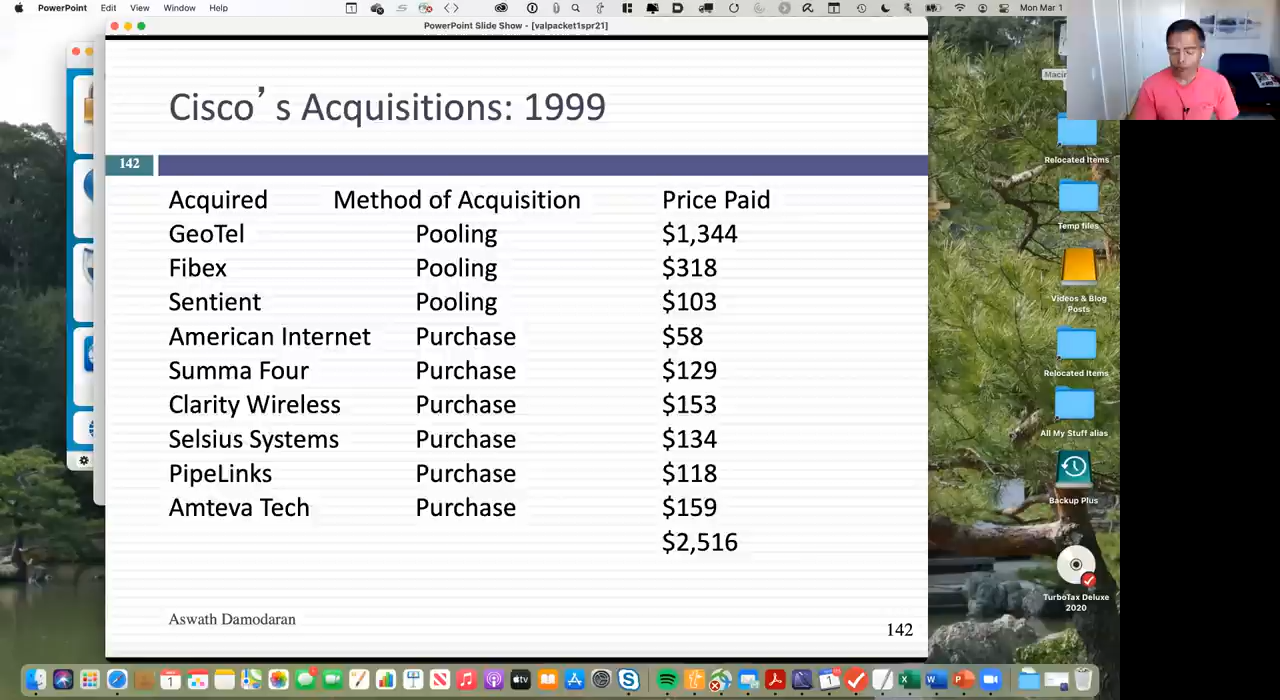 PowerPoint Edit View Window Help Mon Mar 1
PowerPoint Slide Show - [valpacket1spr21]
Cisco’s Acquisitions: 1999
142
Acquired Method of Acquisition Price Paid
GeoTel Pooling $1,344
Fibex Pooling $318
Sentient Pooling $103
American Internet Purchase $58
Summa Four Purchase $129
Clarity Wireless Purchase $153
Selsius Systems Purchase $134
PipeLinks Purchase $118
Amteva Tech Purchase $159
$2,516
Aswath Damodaran
142
Relocated Items
Temp files
Videos & Blog
Posts
Relocated Items
All My Stuff alias
Backup Plus
TurboTax Deluxe
2020